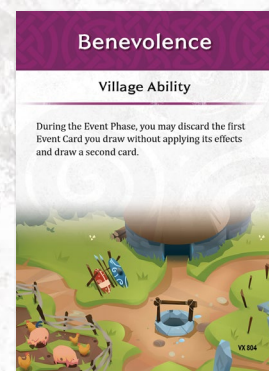 Benevolence
Village Ability
During the Event Phase, you may discard the first
Event Card you draw without applying its effects
and draw a second card.
VX 804